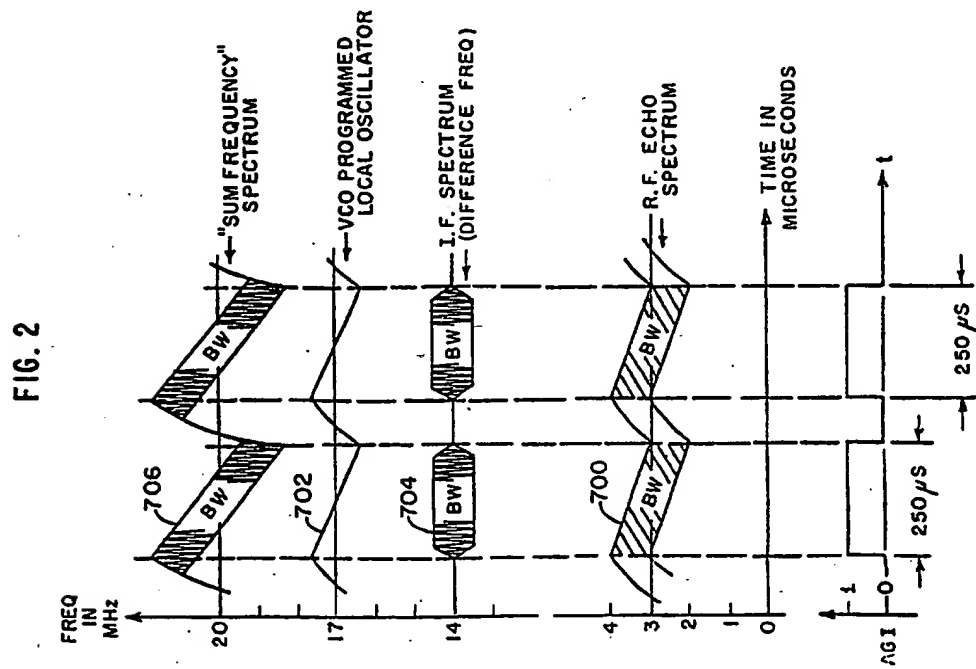 FIG. 2
FREQ
IN
MHz
20
17
14
4
3
2
1
0
706
BW
BW
"SUM FREQUENCY"
SPECTRUM
702
VCO PROGRAMMED
LOCAL OSCILLATOR
704
BW
BW
I.F. SPECTRUM
(DIFFERENCE FREQ)
700
BW
BW
R.F. ECHO
SPECTRUM
TIME IN
MICROSECONDS
AGI
1
0
t
250 µS
250 µS